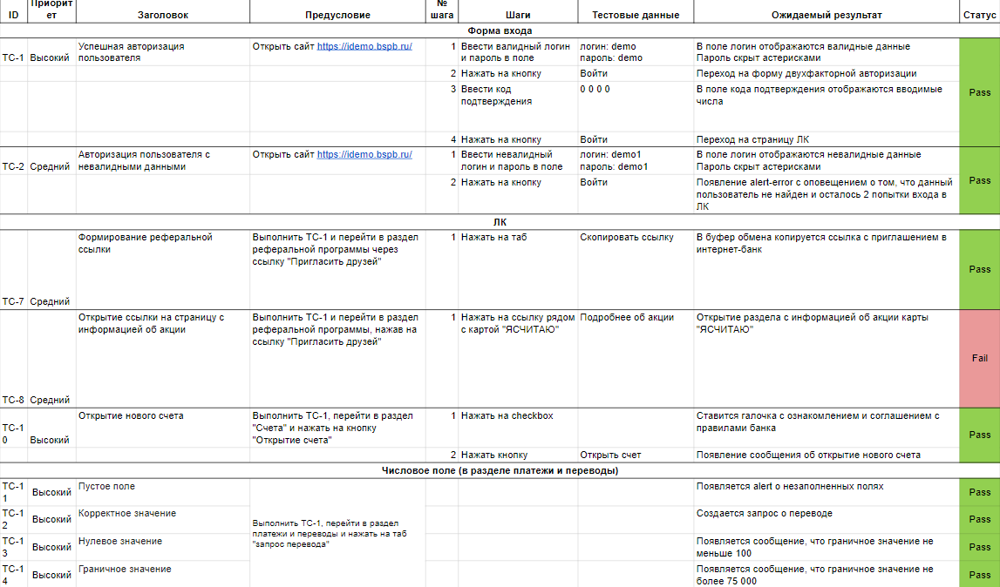 ID Приорит ет Заголовок Предусловие № шага Шаги Тестовые данные Ожидаемый результат Статус
Форма входа
TC-1 Высокий Успешная авторизация Открыть сайт https://idemo.bspb.ru/ 1 Ввести валидный логин логин: demo В поле логин отображаются валидные данные Pass
пользователя и пароль в поле пароль: demo Пароль скрыт астерисками
2 Нажать на кнопку Войти Переход на форму двухфакторной авторизации
3 Ввести код 0 0 0 0 В поле кода подтверждения отображаются вводимые
подтверждения числа
4 Нажать на кнопку Войти Переход на страницу ЛК
TC-2 Средний Авторизация пользователя с Открыть сайт https://idemo.bspb.ru/ 1 Ввести невалидный логин: demo1 В поле логин отображаются невалидные данные Pass
невалидными данными логин и пароль в поле пароль: demo1 Пароль скрыт астерисками
2 Нажать на кнопку Войти Появление alert-error с оповещением о том, что данный
пользователь не найден и осталось 2 попытки входа в
ЛК
ЛК
TC-7 Средний Формирование реферальной Выполнить TC-1 и перейти в раздел 1 Нажать на таб Скопировать ссылку В буфер обмена копируется ссылка с приглашением в Pass
ссылки реферальной программы через интернет-банк
ссылку "Пригласить друзей"
TC-8 Средний Открытие ссылки на страницу с Выполнить TC-1 и перейти в раздел 1 Нажать на ссылку рядом Подробнее об акции Открытие раздела с информацией об акции карты Fail
информацией об акции реферальной программы, нажав на с картой "ЯСЧИТАЮ" "ЯСЧИТАЮ"
ссылку "Пригласить друзей"
TC-1 0 Высокий Открытие нового счета Выполнить TC-1, перейти в раздел 1 Нажать на checkbox Ставится галочка с ознакомлением и соглашением с Pass
"Счета" и нажать на кнопку правилами банка
"Открытие счета"
2 Нажать кнопку Открыть счет Появление сообщения об открытие нового счета
Числовое поле (в разделе платежи и переводы)
TC-1 1 Высокий Пустое поле Появляется alert о незаполненных полях Pass
TC-1 2 Высокий Корректное значение Создается запрос о переводе Pass
Выполнить TC-1, перейти в раздел
платежи и переводы и нажать на таб
"запрос перевода"
TC-1 3 Высокий Нулевое значение Появляется сообщение, что граничное значение не Pass
меньше 100
TC-1 4 Высокий Граничное значение Появляется сообщение, что граничное значение не Pass
более 75 000